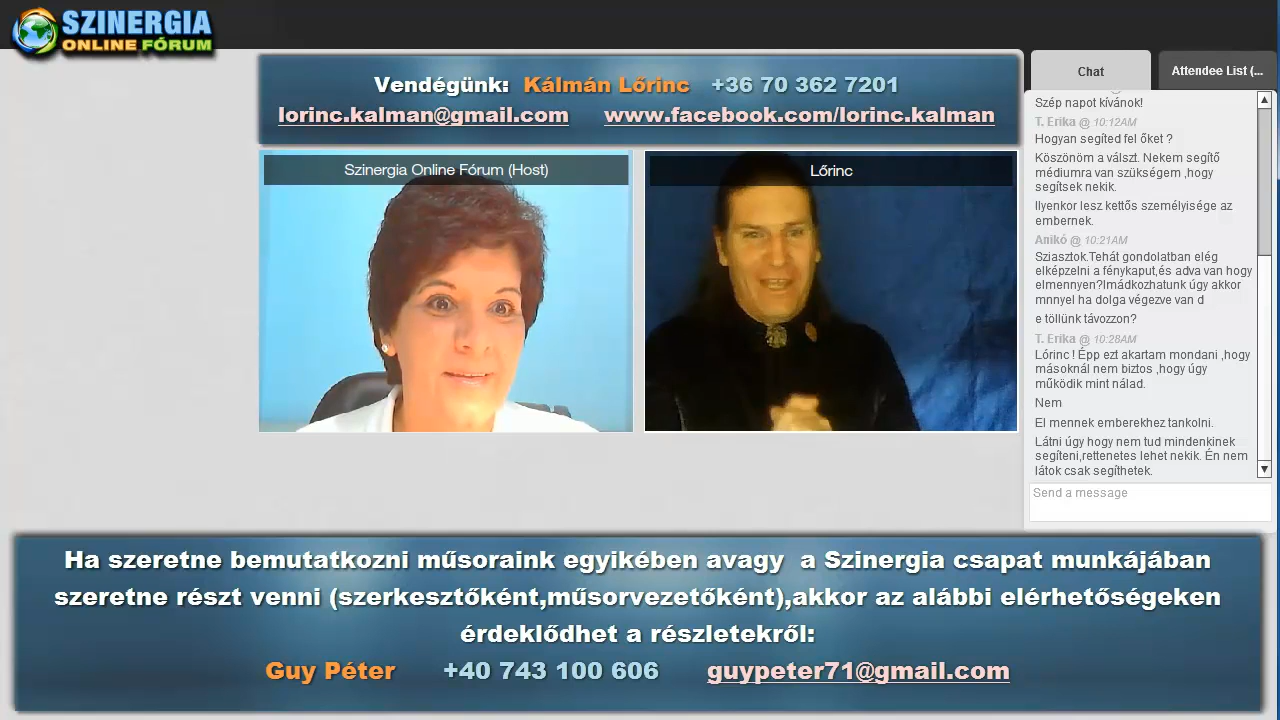 SZINERGIA
ONLINE FÓRUM
Vendégünk: Kálmán Lőrinc +36 70 362 7201
lorinc.kalman@gmail.com www.facebook.com/lorinc.kalman
Szinergia Online Fórum (Host)
Lőrinc
Chat
Attendee List (...
Szép napot kívánok!
T. Erika @ 10:12AM
Hogyan segíted fel őket ?
Köszönöm a válszt. Nekem segítő
médiumra van szükségem ,hogy
segítsek nekik.
Ilyenkor lesz kettős személyisége az
embernek.
Anikó @ 10:21AM
Sziasztok.Tehát gondolatban elég
elképzelni a fénykaput,és adva van hogy
elmennyen?Imádkozhatunk úgy akkor
mnnyel ha dolga végezve van d
e töllünk távozzon?
T. Erika @ 10:28AM
Lórinc ! Épp ezt akartam mondani ,hogy
másoknál nem biztos ,hogy úgy
működik mint nálad.
Nem
El mennek emberekhez tankolni.
Látni úgy hogy nem tud mindenkinek
segíteni,rettenetes lehet nekik. Én nem
látok csak segíthetek.
Send a message
Ha szeretne bemutatkozni műsoraink egyikében avagy a Szinergia csapat munkájában
szeretne részt venni (szerkesztőként,műsorvezetőként),akkor az alábbi elérhetőségeken
érdeklődhet a részletekről:
Guy Péter +40 743 100 606 guypeter71@gmail.com